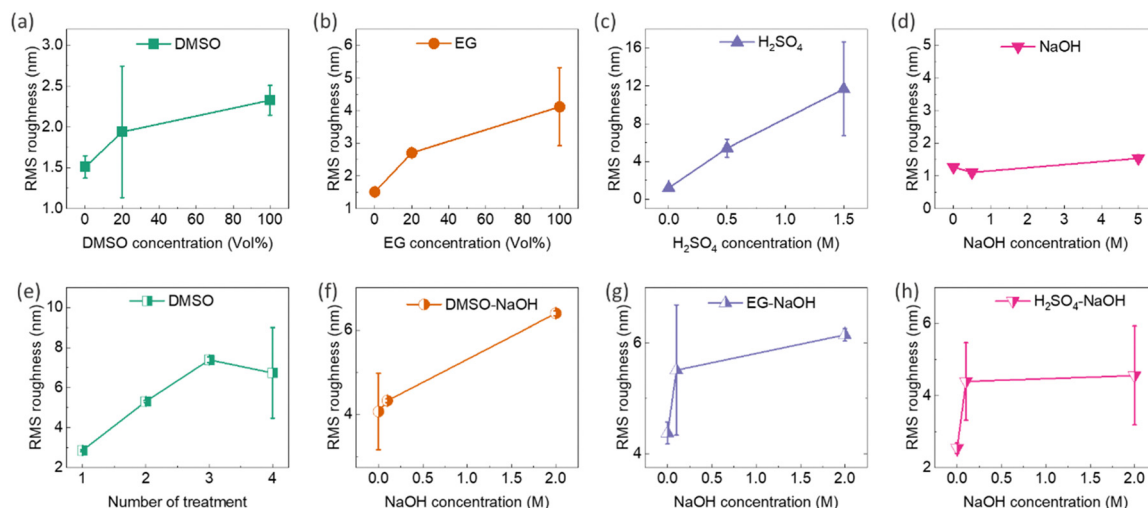 (a)
DMSO
RMS roughness (nm)
3.0
2.5
2.0
1.5
1.0
0 20 40 60 80 100
DMSO concentration (Vol%)
(b)
EG
RMS roughness (nm)
6
5
4
3
2
1
0 20 40 60 80 100
EG concentration (Vol%)
(c)
H₂SO₄
RMS roughness (nm)
16
12
8
4
0
0.0 0.5 1.0 1.5
H₂SO₄ concentration (M)
(d)
NaOH
RMS roughness (nm)
5
4
3
2
1
0
0 1 2 3 4 5
NaOH concentration (M)
(e)
DMSO
RMS roughness (nm)
10
8
6
4
2
1 2 3 4
Number of treatment
(f)
DMSO-NaOH
RMS roughness (nm)
6
4
0.0 0.5 1.0 1.5 2.0
NaOH concentration (M)
(g)
EG-NaOH
RMS roughness (nm)
6
4
0.0 0.5 1.0 1.5 2.0
NaOH concentration (M)
(h)
H₂SO₄-NaOH
RMS roughness (nm)
6
4
2
0.0 0.5 1.0 1.5 2.0
NaOH concentration (M)